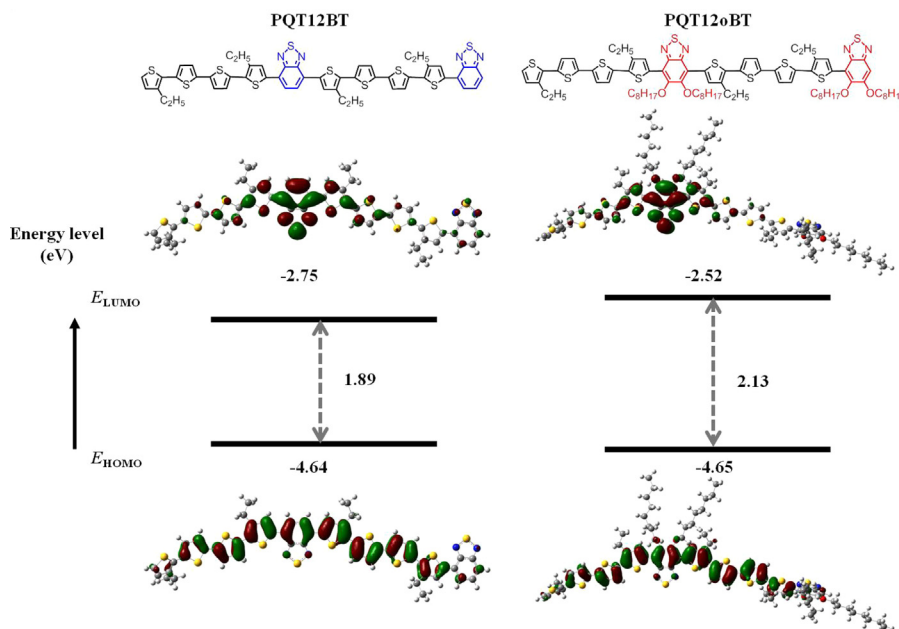 PQT12BT
PQT12oBT
C2H5
C2H5
C2H5
C2H5
N
S
N
N
S
N
S
S
S
S
S
S
S
S
C2H5
C2H5
C2H5
C2H5
N
S
N
N
S
N
S
S
S
S
S
S
S
S
C8H17O
OC8H17
C8H17O
OC8H1
Energy level
(eV)
-2.75
-2.52
ELUMO
1.89
2.13
EHOMO
-4.64
-4.65